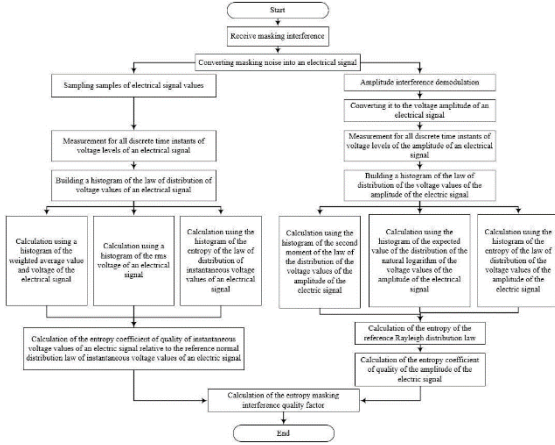 Start
Receive masking interference
Converting masking noise into an electrical signal
Sampling samples of electrical signal values
Amplitude interference demodulation
Converting it to the voltage amplitude of an
electrical signal
Measurement for all discrete time instants of
voltage levels of an electrical signal
Measurement for all discrete time instants of
voltage levels of the amplitude of an electrical
signal
Building a histogram of the law of distribution of
voltage values of an electrical signal
Building a histogram of the law of
distribution of the voltage values of the
amplitude of the electric signal
Calculation using a
histogram of the
weighted average value
and voltage of the
electrical signal
Calculation using a
histogram of the rms
voltage of an electrical
signal
Calculation using the
histogram of the
entropy of the law of
distribution of
instantaneous voltage
values of an electrical
signal
Calculation using the
histogram of the second
moment of the law of
the distribution of the
voltage values of the
amplitude of the
electric signal
Calculation using the
histogram of the expected
value of the distribution of the
natural logarithm of the
voltage values of the
amplitude of the electrical
signal
Calculation using the
histogram of the
entropy of the law of
distribution of the
voltage values of the
amplitude of the
electric signal
Calculation of the entropy coefficient of quality of instantaneous
voltage values of an electric signal relative to the reference normal
distribution law of instantaneous voltage values of an electric signal
Calculation of the entropy of the
reference Rayleigh distribution law
Calculation of the entropy coefficient
of quality of the amplitude of the
electric signal
Calculation of the entropy masking
interference quality factor
End